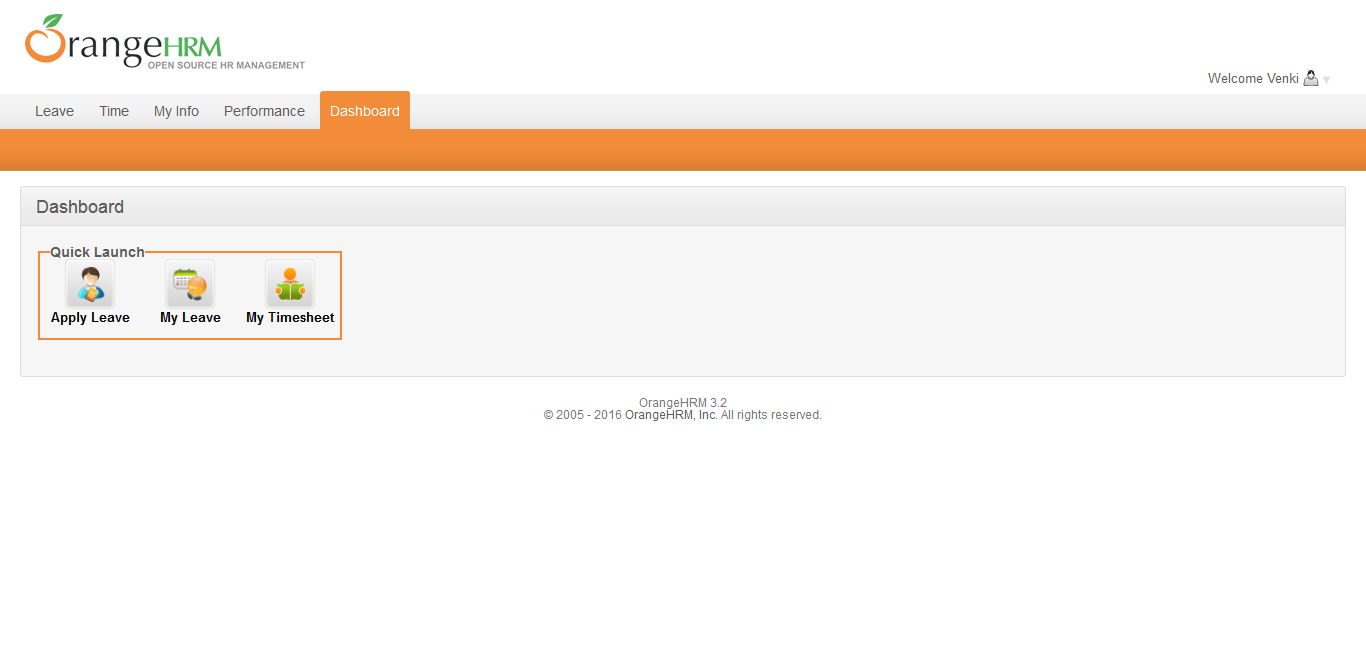 OrangeHRM
OPEN SOURCE HR MANAGEMENT
Welcome Venki
Leave Time My Info Performance Dashboard
Dashboard
Quick Launch
Apply Leave My Leave My Timesheet
OrangeHRM 3.2
© 2005 - 2016 OrangeHRM, Inc. All rights reserved.